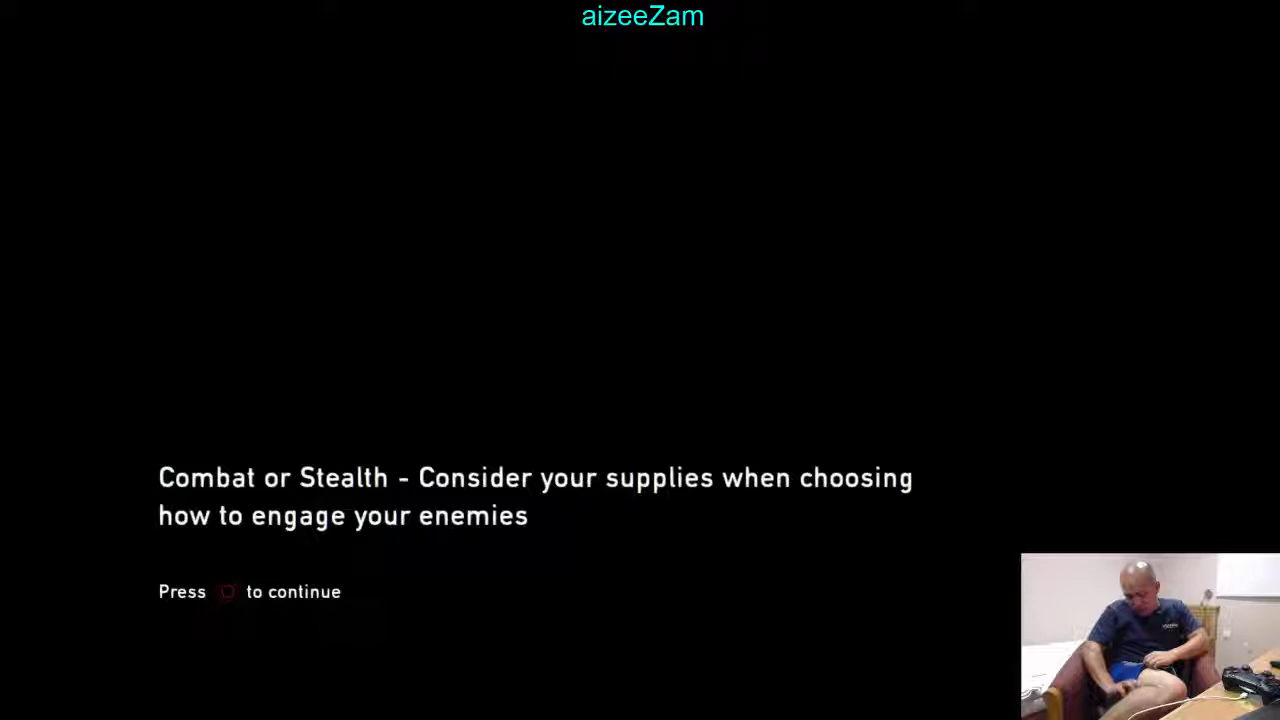 aizeeZam
Combat or Stealth - Consider your supplies when choosing
how to engage your enemies
Press to continue